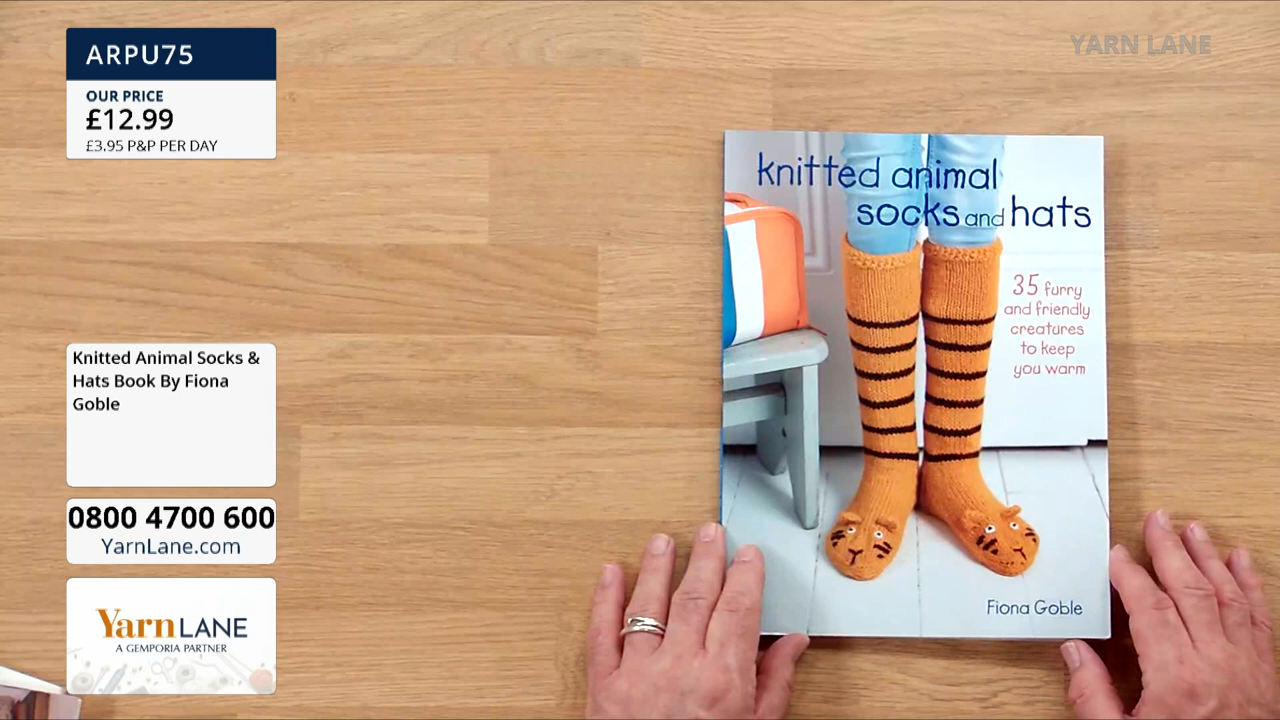 ARPU75
OUR PRICE
£12.99
£3.95 P&P PER DAY
Knitted Animal Socks &
Hats Book By Fiona
Goble
0800 4700 600
YarnLane.com
Yarn LANE
A GEMPORIA PARTNER
YARN LANE
knitted animal
socks and hats
35 furry
and friendly
creatures
to keep
you warm
Fiona Goble